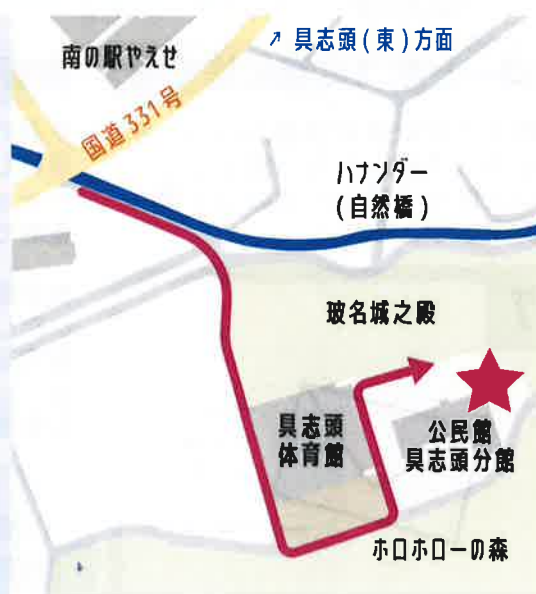 ↗ 具志頭(東)方面
南の駅やえせ
国道331号
ハナンダー
(自然橋)
玻名城之殿
具志頭
体育館
公民館
具志頭分館
ホロホローの森